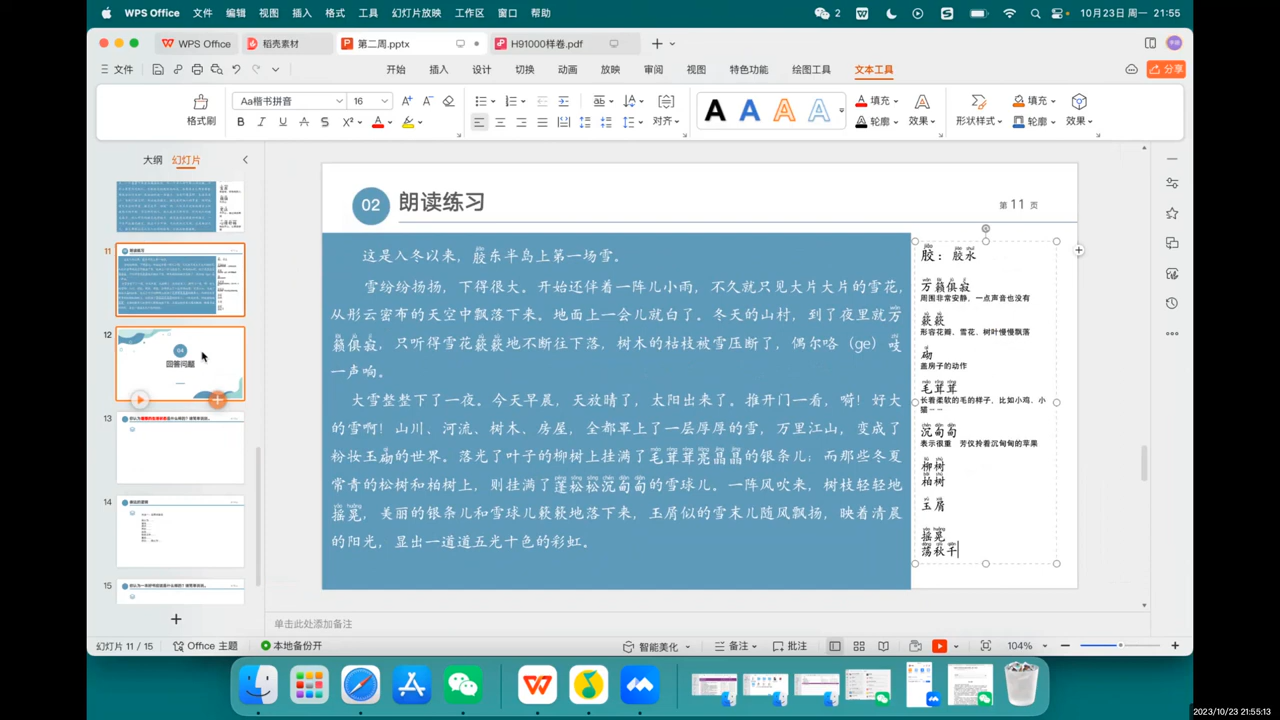 WPS Office 文件 编辑 视图 插入 格式 工具 幻灯片放映 工作区 窗口 帮助
2
10月23日 周一 21:55
WPS Office
稻壳素材
第二周.pptx
H91000样卷.pdf
文件
开始 插入 设计 切换 动画 放映 审阅 视图 特色功能 绘图工具 文本工具
分享
格式刷
Aa楷书拼音
16
对齐
填充
轮廓
效果
形状样式
填充
轮廓
效果
大纲 幻灯片
11
12
04
回答问题
13
14
15
02 朗读练习
第 11 页
这是入冬以来，胶东半岛上第一场雪。
雪纷纷扬扬，下得很大。开始还伴着一阵儿小雨，不久就只见大片大片的雪花，
从彤云密布的天空中飘落下来。地面上一会儿就白了。冬天的山村，到了夜里就万
籁俱寂，只听得雪花簌簌地不断往下落，树木的枯枝被雪压断了，偶尔咯（ge）吱
一声响。
大雪整整下了一夜。今天早晨，天放晴了，太阳出来了。推开门一看，嗬！好大
的雪啊！山川、河流、树木、房屋，全都罩上了一层厚厚的雪，万里江山，变成了
粉妆玉砌的世界。落光了叶子的柳树上挂满了毛茸茸亮晶晶的银条儿；而那些冬夏
常青的松树和柏树上，则挂满了蓬松松沉甸甸的雪球儿。一阵风吹来，树枝轻轻地
摇晃，美丽的银条儿和雪球儿簌簌地落下来，玉屑似的雪末儿随风飘扬，映着清晨
的阳光，显出一道道五光十色的彩虹。
胶：胶水
万籁俱寂
周围非常安静，一点声音也没有
簌簌
形容花瓣、雪花、树叶慢慢飘落
砌
盖房子的动作
毛茸茸
长着柔软的毛的样子，比如小鸡、小
猫……
沉甸甸
表示很重 芳仪拎着沉甸甸的苹果
柳树
柏树
玉屑
摇晃
荡秋千
单击此处添加备注
幻灯片 11 / 15
Office 主题
本地备份开
智能美化
备注
批注
104%
2023/10/23 21:55:13